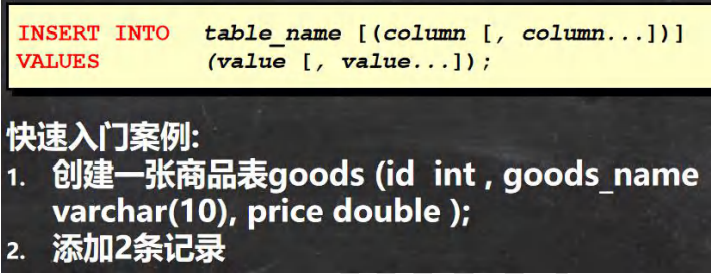 INSERT INTO table_name [(column [, column...])]
VALUES (value [, value...]);
快速入门案例:
1. 创建一张商品表goods (id int , goods_name
varchar(10), price double );
2. 添加2条记录